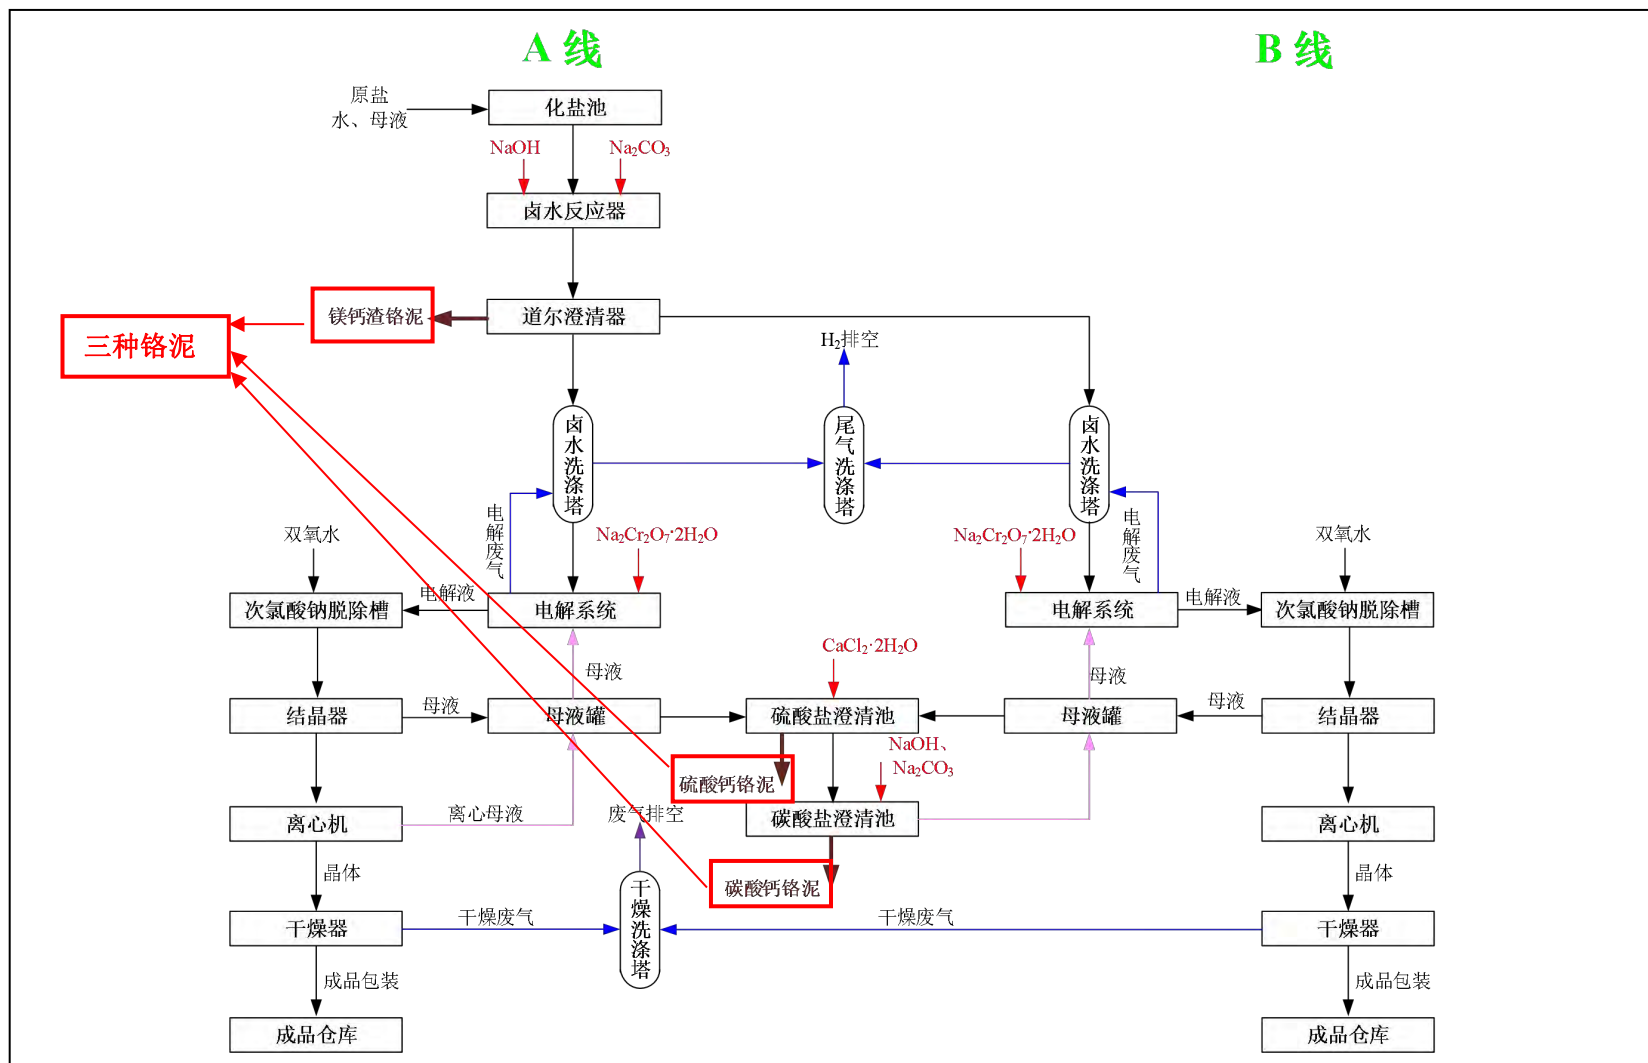 A 线
B 线
原盐
水、母液
化盐池
NaOH
Na₂CO₃
卤水反应器
镁钙渣铬泥
道尔澄清器
三种铬泥
H₂排空
卤水洗涤塔
尾气洗涤塔
卤水洗涤塔
电解废气
电解废气
双氧水
Na₂Cr₂O₇·2H₂O
Na₂Cr₂O₇·2H₂O
双氧水
电解液
电解液
次氯酸钠脱除槽
电解系统
电解系统
次氯酸钠脱除槽
CaCl₂·2H₂O
母液
母液
母液
母液
结晶器
母液罐
硫酸盐澄清池
母液罐
结晶器
NaOH、
Na₂CO₃
硫酸钙铬泥
离心机
离心母液
废气排空
碳酸盐澄清池
离心机
晶体
晶体
碳酸钙铬泥
干燥洗涤塔
干燥器
干燥废气
干燥废气
干燥器
成品包装
成品包装
成品仓库
成品仓库